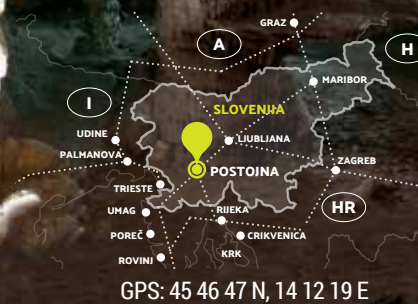 GRAZ
A
H
MARIBOR
I
SLOVENIJA
UDINE
LJUBLJANA
PALMANOVA
ZAGREB
POSTOJNA
TRIESTE
HR
UMAG
RIJEKA
POREČ
CRIKVENICA
KRK
ROVINJ
GPS: 45 46 47 N, 14 12 19 E